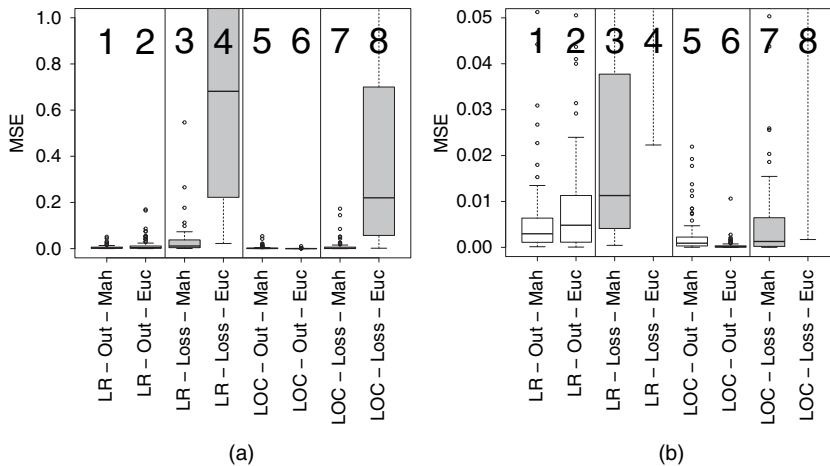 1.0
0.8
0.6
0.4
0.2
0.0
MSE
1 2 3 4 5 6 7 8
LR – Out – Mah
LR – Out – Euc
LR – Loss – Mah
LR – Loss – Euc
LOC – Out – Mah
LOC – Out – Euc
LOC – Loss – Mah
LOC – Loss – Euc
(a)
0.05
0.04
0.03
0.02
0.01
0.00
MSE
1 2 3 4 5 6 7 8
LR – Out – Mah
LR – Out – Euc
LR – Loss – Mah
LR – Loss – Euc
LOC – Out – Mah
LOC – Out – Euc
LOC – Loss – Mah
LOC – Loss – Euc
(b)